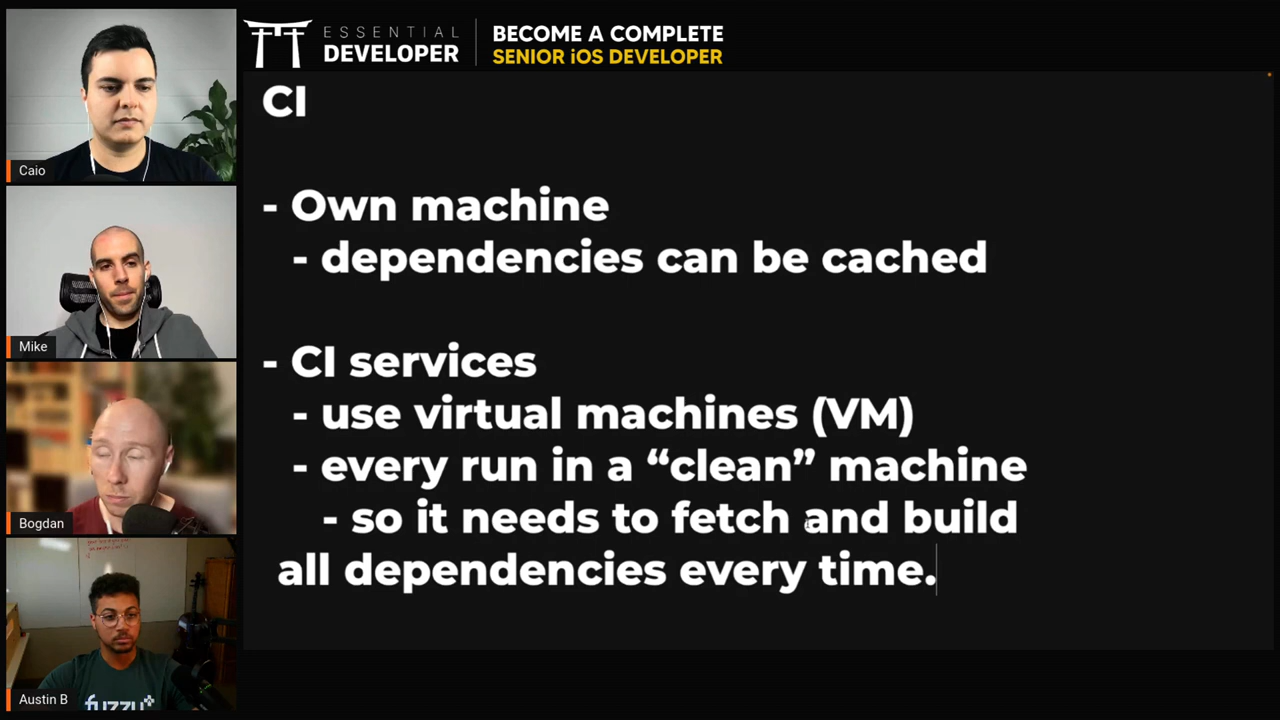 ESSENTIAL
DEVELOPER
BECOME A COMPLETE
SENIOR iOS DEVELOPER
CI
- Own machine
- dependencies can be cached
- CI services
- use virtual machines (VM)
- every run in a “clean” machine
- so it needs to fetch and build
all dependencies every time.
Caio
Mike
Bogdan
Austin B
fuzzy+